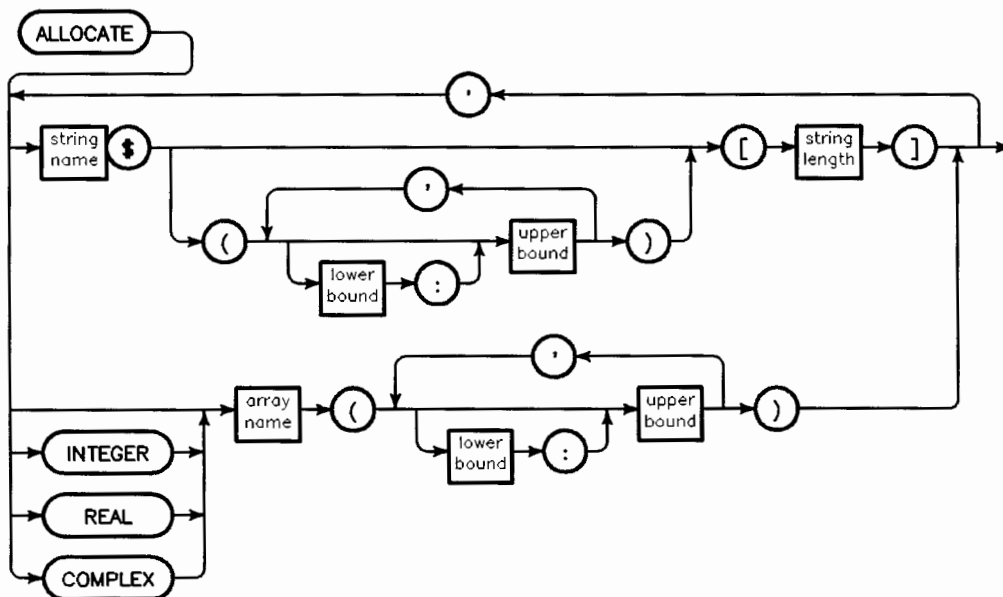 ALLOCATE
,
string
name
$
[
string
length
]
,
(
upper
bound
)
lower
bound
:
,
array
name
(
upper
bound
)
lower
bound
:
INTEGER
REAL
COMPLEX